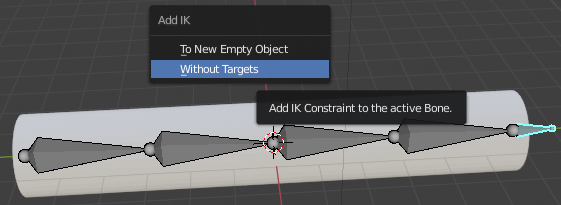 Add IK
To New Empty Object
Without Targets
Add IK Constraint to the active Bone.